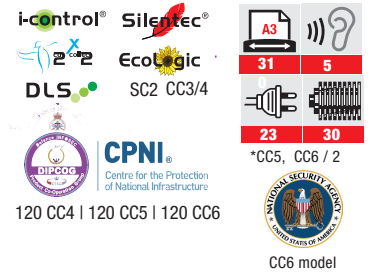 i-control®
Silentec®
EcoLogic
DLS
SC2 CC3/4
A3
31
5
23
30
*CC5, CC6 / 2
DIPCOG
CPNI®
Centre for the Protection
of National Infrastructure
120 CC4 | 120 CC5 | 120 CC6
NATIONAL SECURITY AGENCY
UNITED STATES OF AMERICA
CC6 model